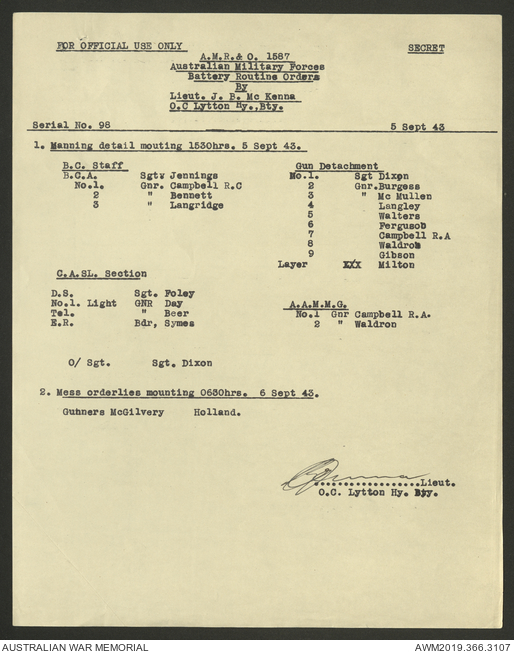 FOR OFFICIAL USE ONLY SECRET
A.M.R.& O. 1587
Australian Military Forces
Battery Routine Orders
By
Lieut. J. B. Mc Kenna
O.C Lytton Hy.,Bty.
Serial No. 98 5 Sept 43
1. Manning detail mouting 1530hrs. 5 Sept 43.
B.C. Staff
B.C.A. Sgt. Jennings
No.1. Gnr. Campbell R.C
2 " Bennett
3 " Langridge
Gun Detachment
No.1. Sgt Dixon
2 Gnr.Burgess
3 " Mc Mullen
4 Langley
5 Walters
6 Ferguson
7 Campbell R.A
8 Waldron
9 Gibson
Layer XXX Milton
C.A.SL. Section
D.S. Sgt. Foley
No.1. Light GNR Day
Tel. " Beer
E.R. Bdr, Symes
A.A.M.M.G.
No.1 Gnr Campbell R.A.
2 " Waldron
O/ Sgt. Sgt. Dixon
2. Mess orderlies mounting 0630hrs. 6 Sept 43.
Guhners McGilvery Holland.
..................Lieut.
O.C. Lytton Hy. Bty.
AUSTRALIAN WAR MEMORIAL AWM2019.366.3107